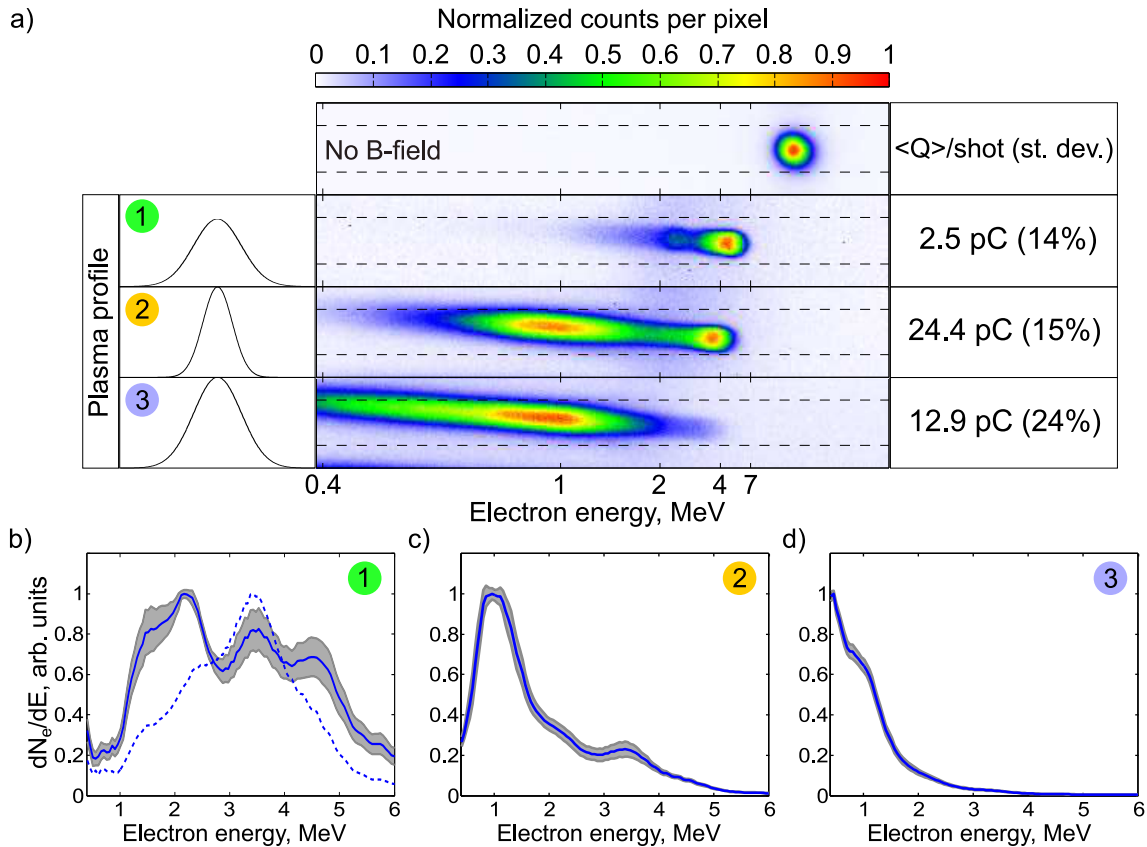 a)
Normalized counts per pixel
0 0.1 0.2 0.3 0.4 0.5 0.6 0.7 0.8 0.9 1
No B-field
<Q>/shot (st. dev.)
Plasma profile
1
2.5 pC (14%)
2
24.4 pC (15%)
3
12.9 pC (24%)
0.4 1 2 4 7
Electron energy, MeV
b)
1
dNe/dE, arb. units
1
0.8
0.6
0.4
0.2
0
1 2 3 4 5 6
Electron energy, MeV
c)
2
1
0.8
0.6
0.4
0.2
0
1 2 3 4 5 6
Electron energy, MeV
d)
3
1
0.8
0.6
0.4
0.2
0
1 2 3 4 5 6
Electron energy, MeV